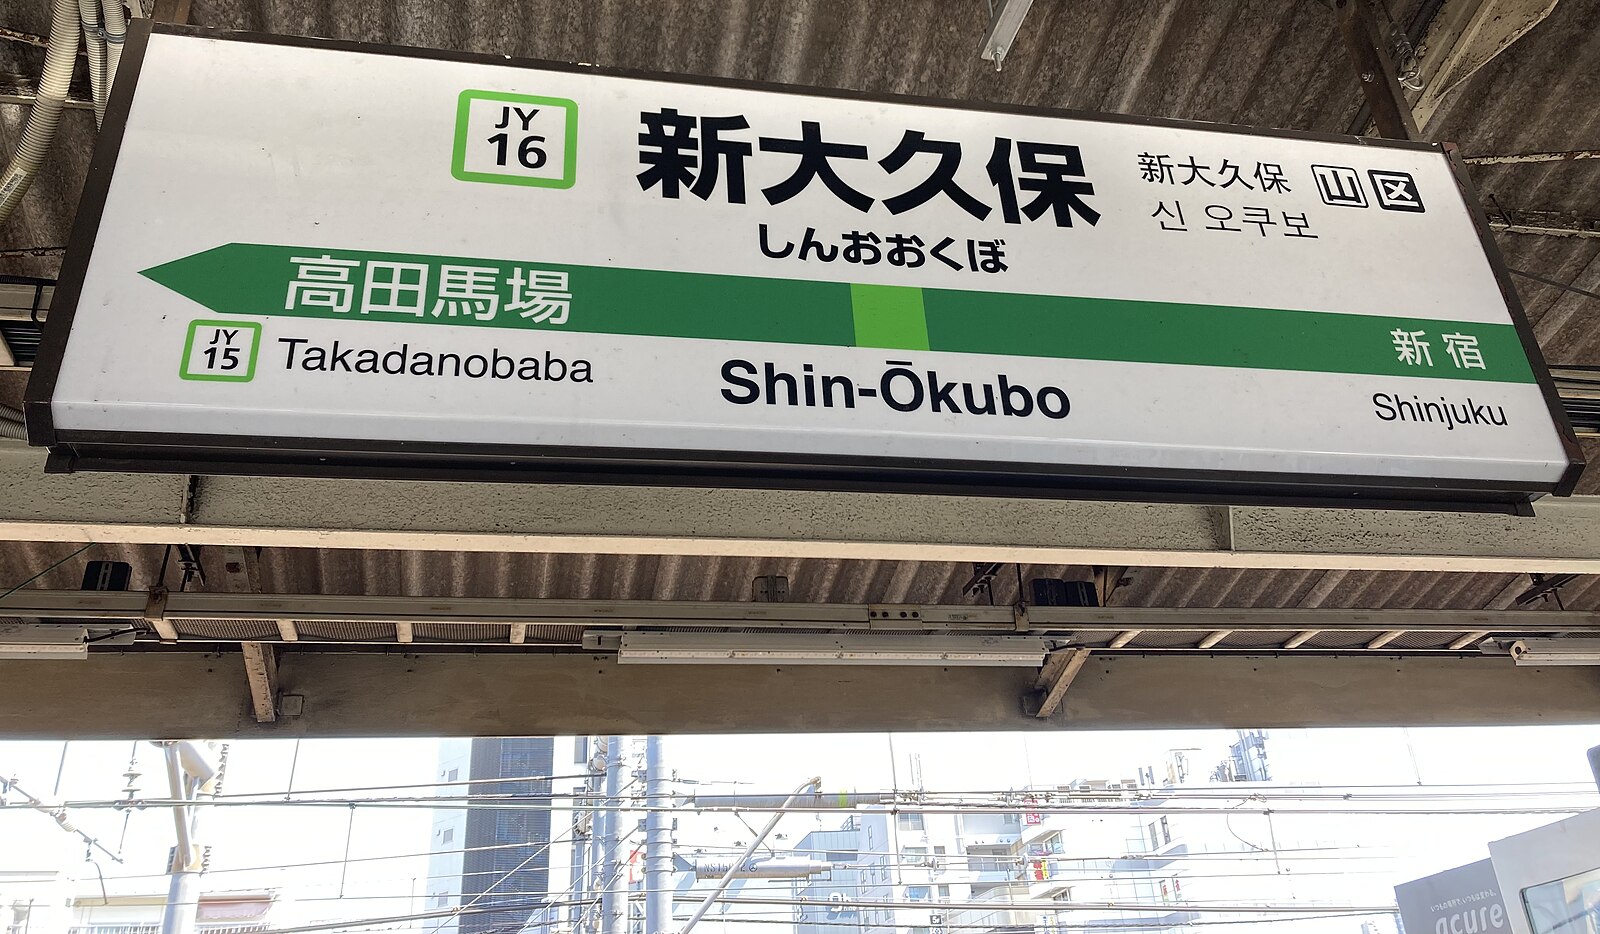 JY
16
新大久保
しんおおくぼ
新大久保
신 오쿠보
山 区
高田馬場
新宿
JY
15
Takadanobaba
Shin-Ōkubo
Shinjuku
acure